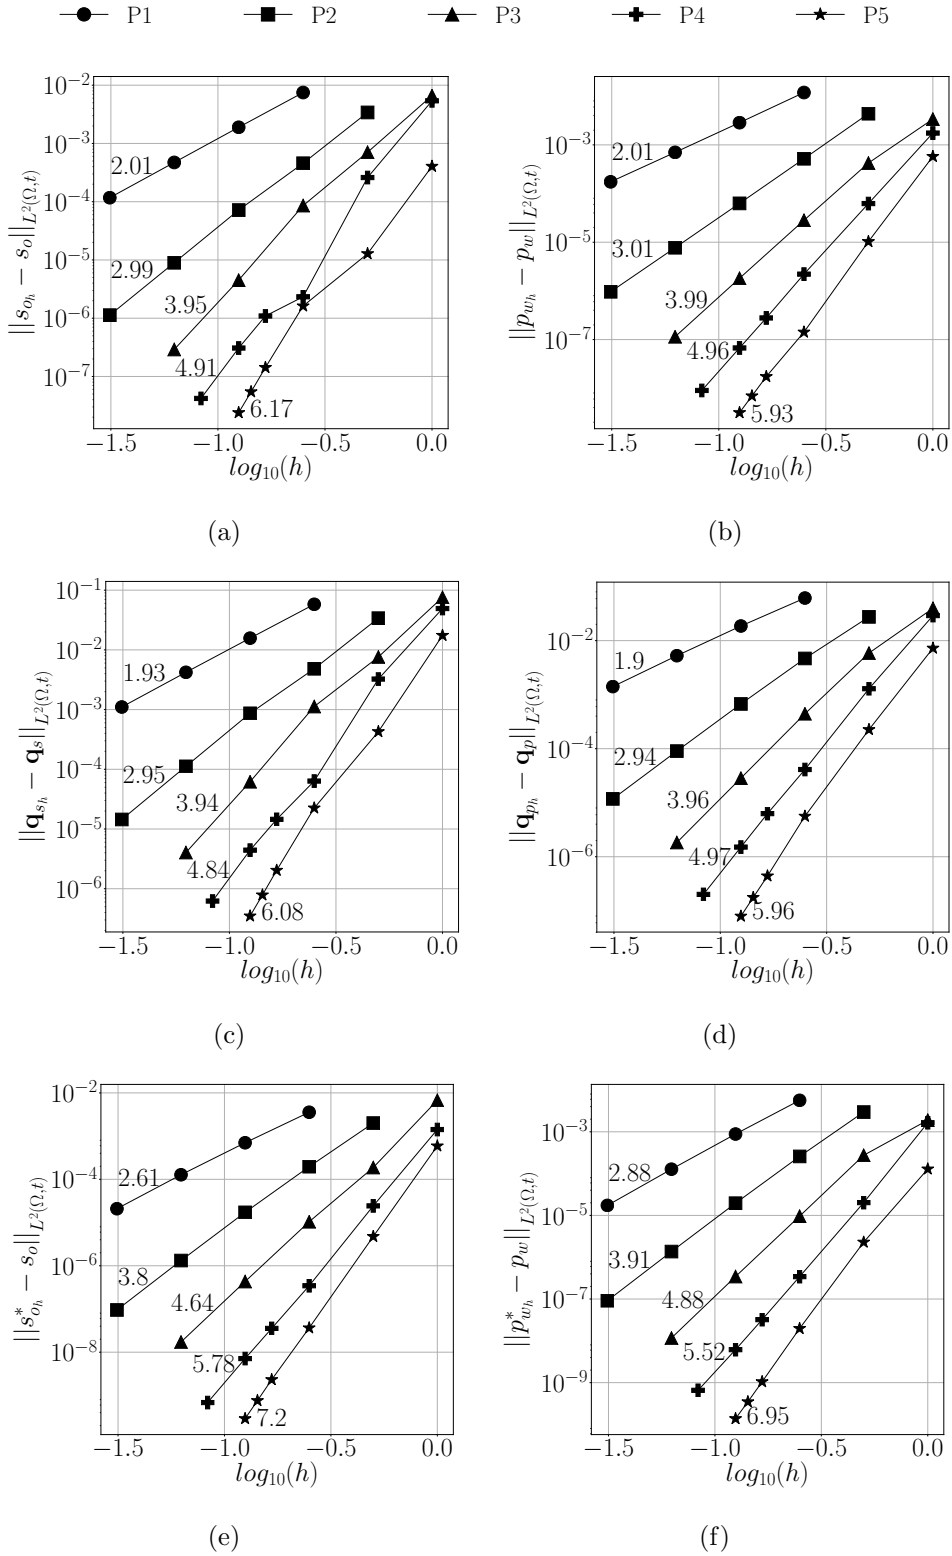 P1 P2 P3 P4 P5
||s_{o_h} − s_o||_{L^2(Ω,t)}
10^{−2}
10^{−3}
10^{−4}
10^{−5}
10^{−6}
10^{−7}
2.01
2.99
3.95
4.91
6.17
−1.5 −1.0 −0.5 0.0
log_{10}(h)
(a)
||p_{w_h} − p_w||_{L^2(Ω,t)}
10^{−3}
10^{−5}
10^{−7}
2.01
3.01
3.99
4.96
5.93
−1.5 −1.0 −0.5 0.0
log_{10}(h)
(b)
||q_{s_h} − q_s||_{L^2(Ω,t)}
10^{−1}
10^{−2}
10^{−3}
10^{−4}
10^{−5}
10^{−6}
1.93
2.95
3.94
4.84
6.08
−1.5 −1.0 −0.5 0.0
log_{10}(h)
(c)
||q_{p_h} − q_p||_{L^2(Ω,t)}
10^{−2}
10^{−4}
10^{−6}
1.9
2.94
3.96
4.97
5.96
−1.5 −1.0 −0.5 0.0
log_{10}(h)
(d)
||s^*_{o_h} − s_o||_{L^2(Ω,t)}
10^{−2}
10^{−4}
10^{−6}
10^{−8}
2.61
3.8
4.64
5.78
7.2
−1.5 −1.0 −0.5 0.0
log_{10}(h)
(e)
||p^*_{w_h} − p_w||_{L^2(Ω,t)}
10^{−3}
10^{−5}
10^{−7}
10^{−9}
2.88
3.91
4.88
5.52
6.95
−1.5 −1.0 −0.5 0.0
log_{10}(h)
(f)